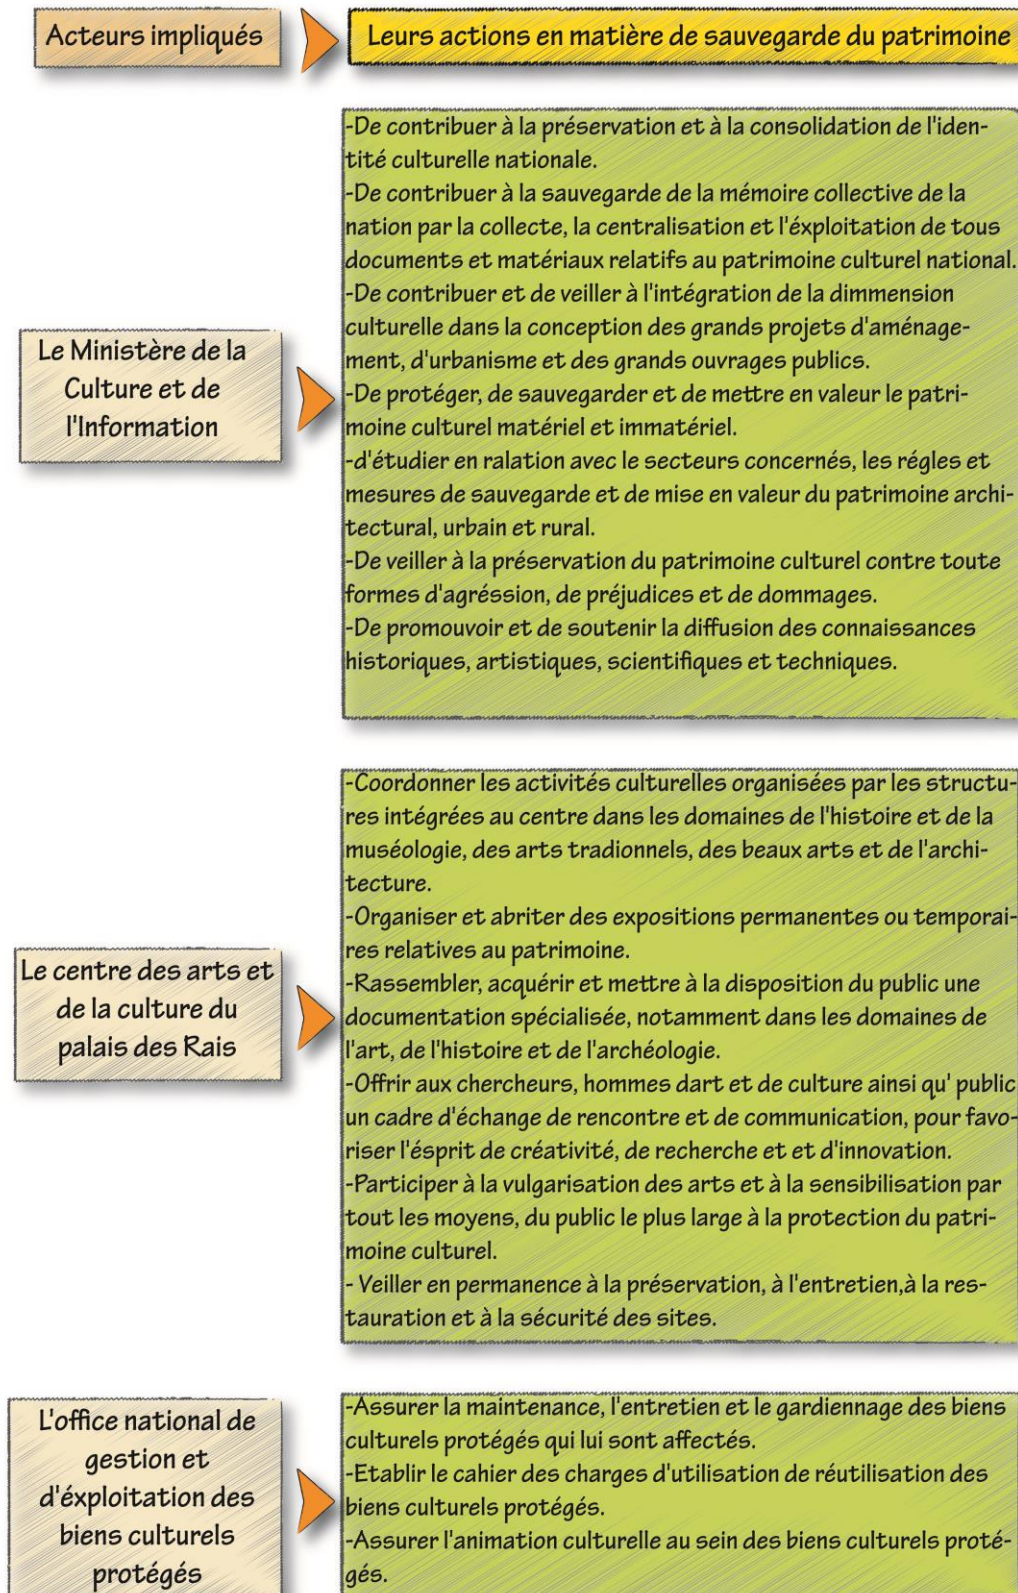 Acteurs impliqués
Leurs actions en matière de sauvegarde du patrimoine
Le Ministère de la
Culture et de
l'Information
-De contribuer à la préservation et à la consolidation de l'iden-
tité culturelle nationale.
-De contribuer à la sauvegarde de la mémoire collective de la
nation par la collecte, la centralisation et l'éxploitation de tous
documents et matériaux relatifs au patrimoine culturel national.
-De contribuer et de veiller à l'intégration de la dimmension
culturelle dans la conception des grands projets d'aménage-
ment, d'urbanisme et des grands ouvrages publics.
-De protéger, de sauvegarder et de mettre en valeur le patri-
moine culturel matériel et immatériel.
-d'étudier en ralation avec le secteurs concernés, les régles et
mesures de sauvegarde et de mise en valeur du patrimoine archi-
tectural, urbain et rural.
-De veiller à la préservation du patrimoine culturel contre toute
formes d'agréssion, de préjudices et de dommages.
-De promouvoir et de soutenir la diffusion des connaissances
historiques, artistiques, scientifiques et techniques.
Le centre des arts et
de la culture du
palais des Rais
-Coordonner les activités culturelles organisées par les structu-
res intégrées au centre dans les domaines de l'histoire et de la
muséologie, des arts tradionnels, des beaux arts et de l'archi-
tecture.
-Organiser et abriter des expositions permanentes ou temporai-
res relatives au patrimoine.
-Rassembler, acquérir et mettre à la disposition du public une
documentation spécialisée, notamment dans les domaines de
l'art, de l'histoire et de l'archéologie.
-Offrir aux chercheurs, hommes dart et de culture ainsi qu' public
un cadre d'échange de rencontre et de communication, pour favo-
riser l'ésprit de créativité, de recherche et et d'innovation.
-Participer à la vulgarisation des arts et à la sensibilisation par
tout les moyens, du public le plus large à la protection du patri-
moine culturel.
- Veiller en permanence à la préservation, à l'entretien,à la res-
tauration et à la sécurité des sites.
L'office national de
gestion et
d'éxploitation des
biens culturels
protégés
-Assurer la maintenance, l'entretien et le gardiennage des biens
culturels protégés qui lui sont affectés.
-Etablir le cahier des charges d'utilisation de réutilisation des
biens culturels protégés.
-Assurer l'animation culturelle au sein des biens culturels proté-
gés.